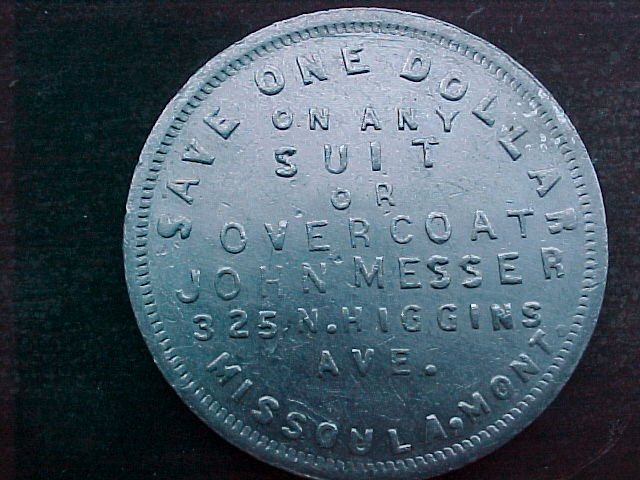 SAVE ONE DOLLAR
ON ANY
SUIT
OR
OVERCOAT
JOHN MESSER
325 N. HIGGINS
AVE.
MISSOULA, MONT.